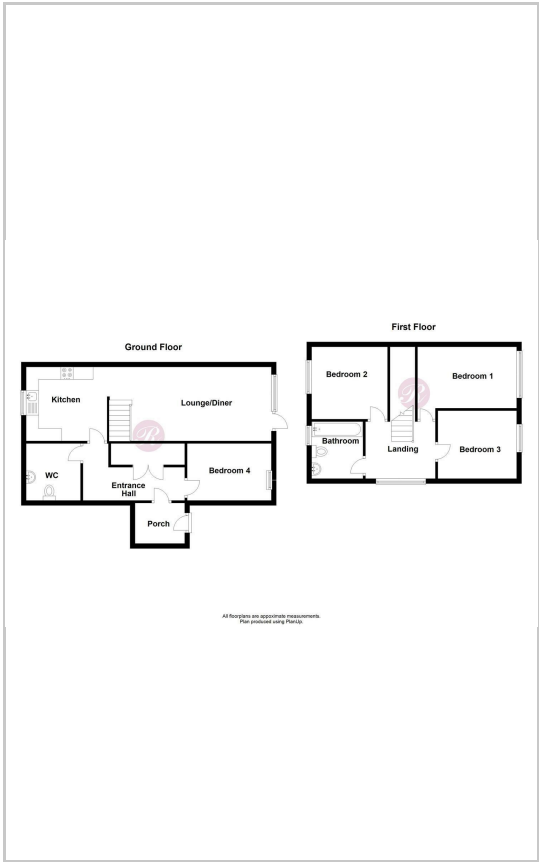 Ground Floor
Kitchen
Lounge/Diner
WC
Entrance
Hall
Bedroom 4
Porch
First Floor
Bedroom 2
Bedroom 1
Bathroom
Landing
Bedroom 3
All floorplans are appoximate measurements.
Plan produced using PlanUp.